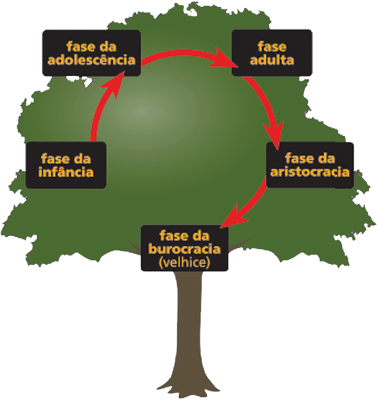 fase da
adolescência
fase
adulta
fase da
infância
fase da
aristocracia
fase da
burocracia
(velhice)